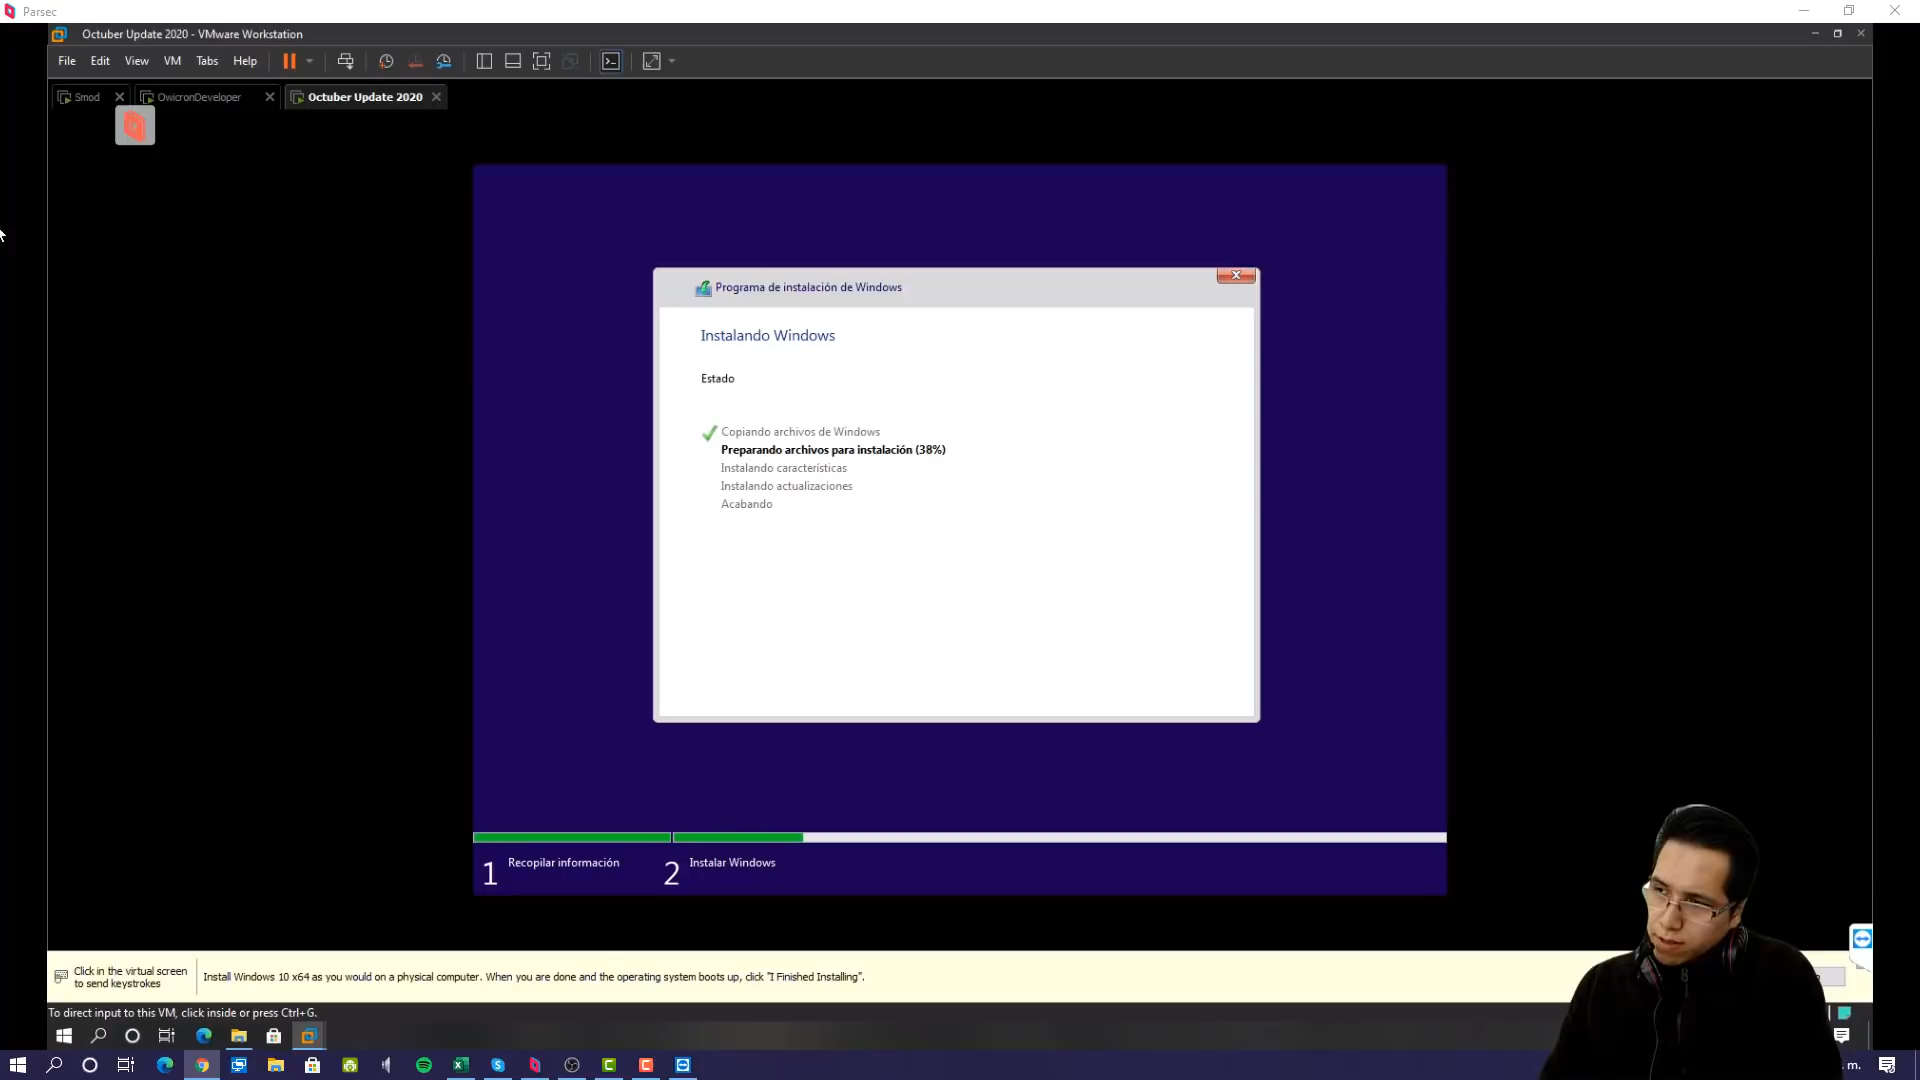 Parsec
Octuber Update 2020 - VMware Workstation
File Edit View VM Tabs Help
Smod
OwicronDeveloper
Octuber Update 2020
Programa de instalación de Windows
Instalando Windows
Estado
Copiando archivos de Windows
Preparando archivos para instalación (38%)
Instalando características
Instalando actualizaciones
Acabando
1 Recopilar información
2 Instalar Windows
Click in the virtual screen
to send keystrokes
Install Windows 10 x64 as you would on a physical computer. When you are done and the operating system boots up, click "I Finished Installing".
To direct input to this VM, click inside or press Ctrl+G.
. m.